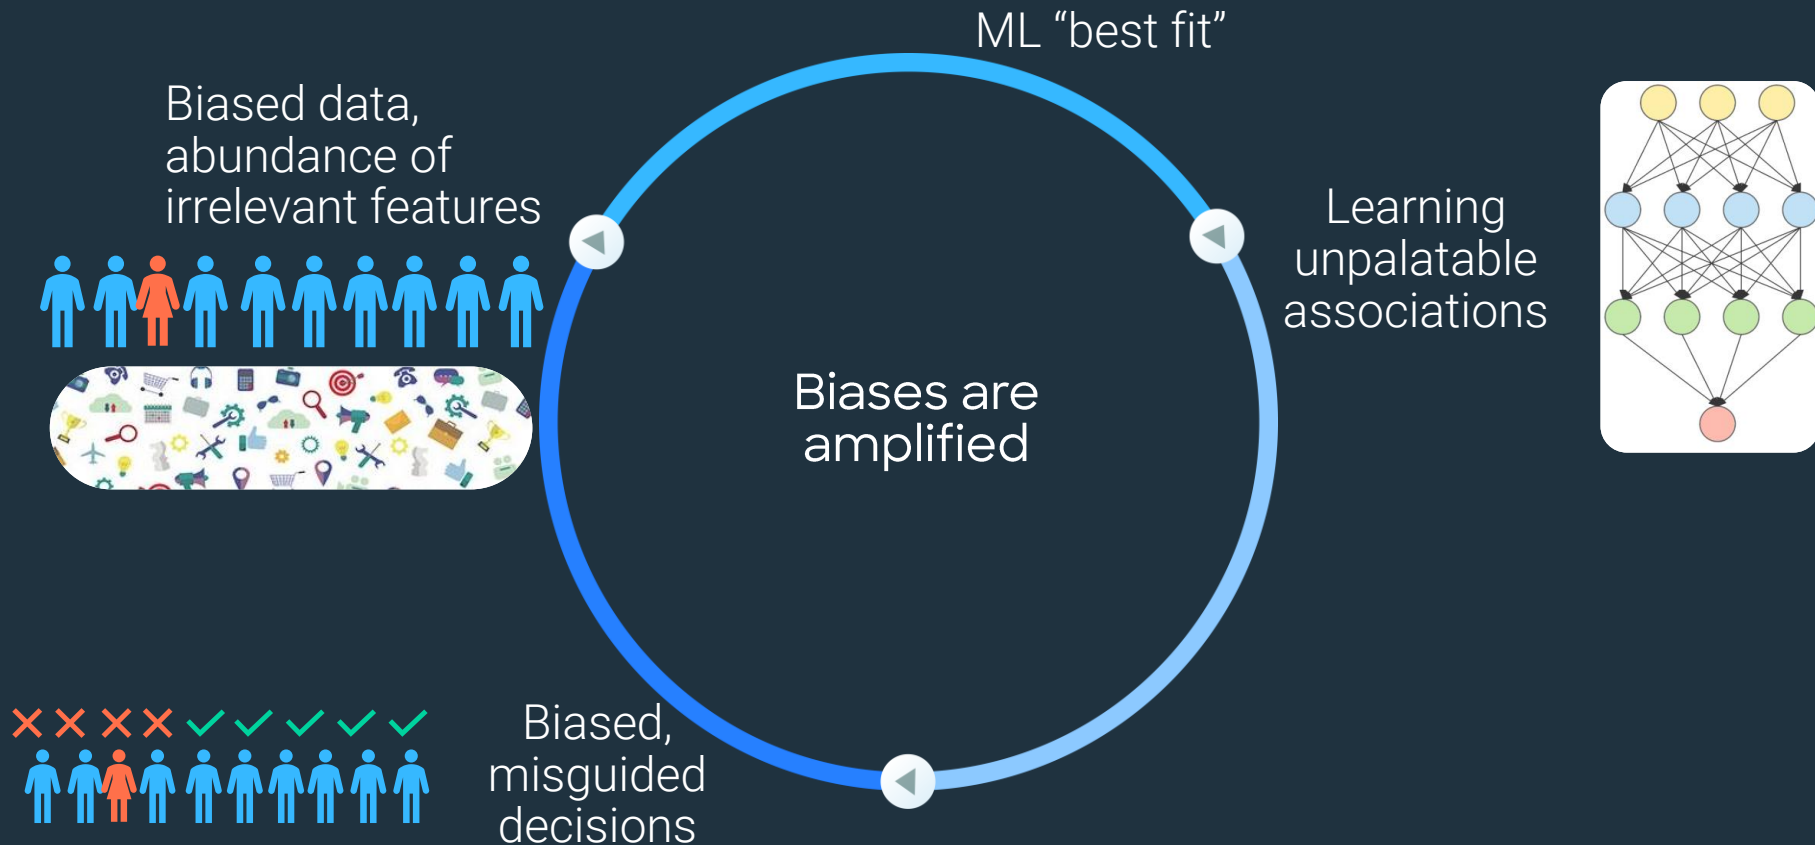 ML “best fit”
Biased data,
abundance of
irrelevant features
Learning
unpalatable
associations
Biases are
amplified
Biased,
misguided
decisions